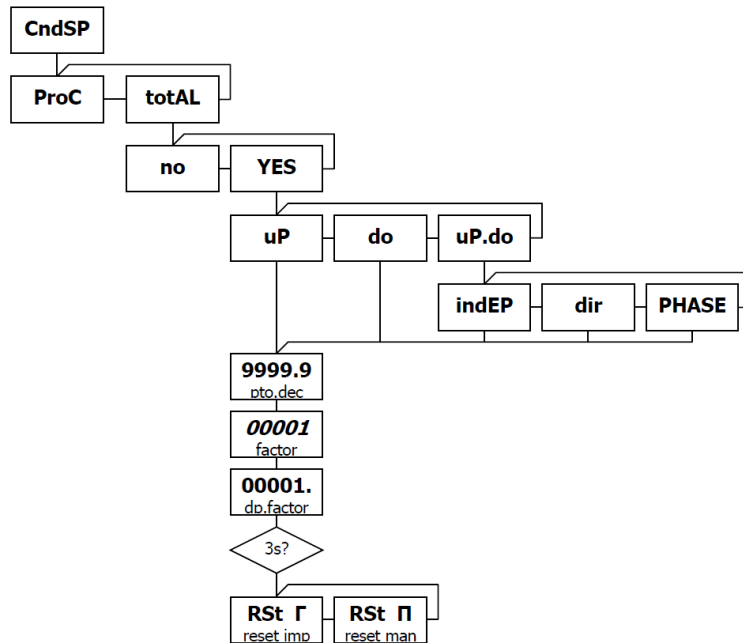 CndSP
ProC totAL
no YES
uP do uP.do
indEP dir PHASE
9999.9
pto.dec
00001
factor
00001.
dp.factor
3s?
RSt Γ RSt Π
reset imp reset man